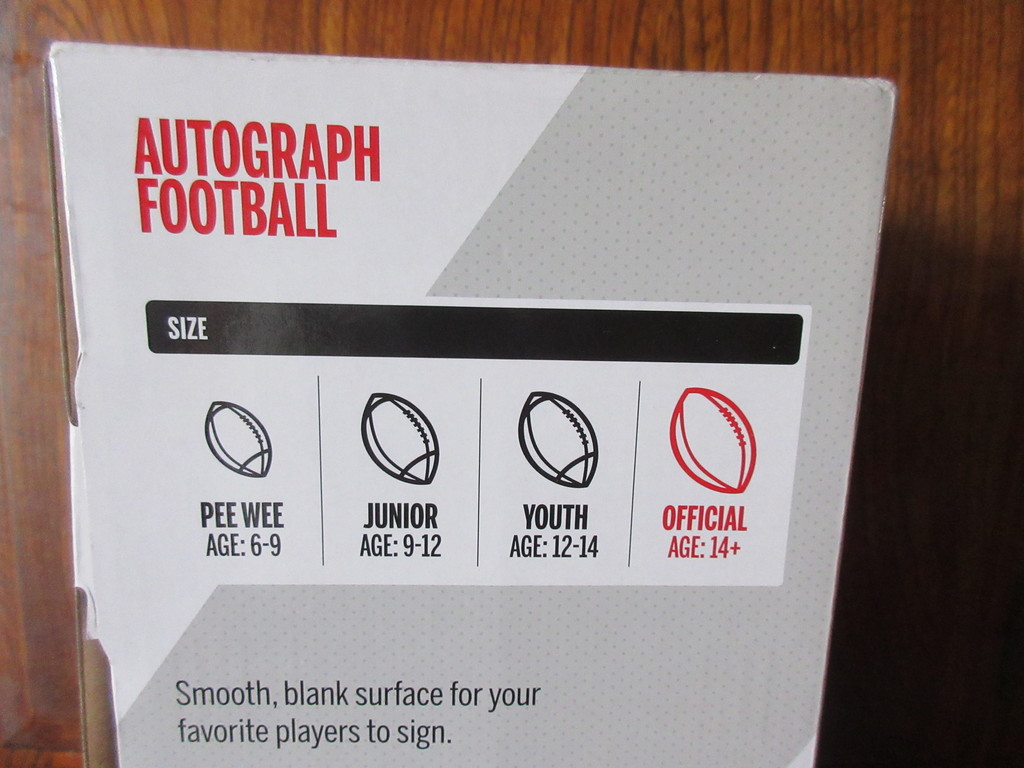 AUTOGRAPH
FOOTBALL
SIZE
PEE WEE
AGE: 6-9
JUNIOR
AGE: 9-12
YOUTH
AGE: 12-14
OFFICIAL
AGE: 14+
Smooth, blank surface for your
favorite players to sign.